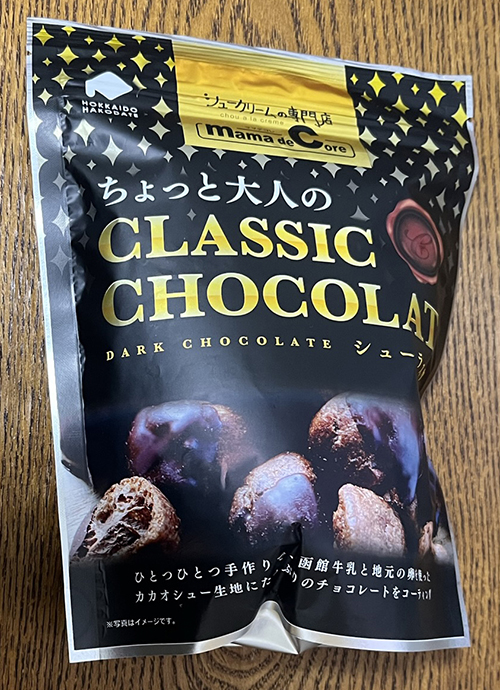 HOKKAIDO
HAKODATE
シュークリームの専門店
chou a la creme
mama de Core
ちょっと大人の
CLASSIC
CHOCOLAT
DARK CHOCOLATE シュー
ひとつひとつ手作り 函館牛乳と地元の卵を使った
カカオシュー生地にた のチョコレートをコーティング
※写真はイメージです。